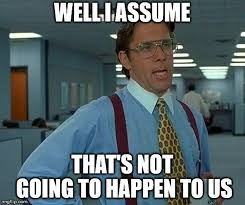 WELL I ASSUME
THAT'S NOT
GOING TO HAPPEN TO US
imgflip.com